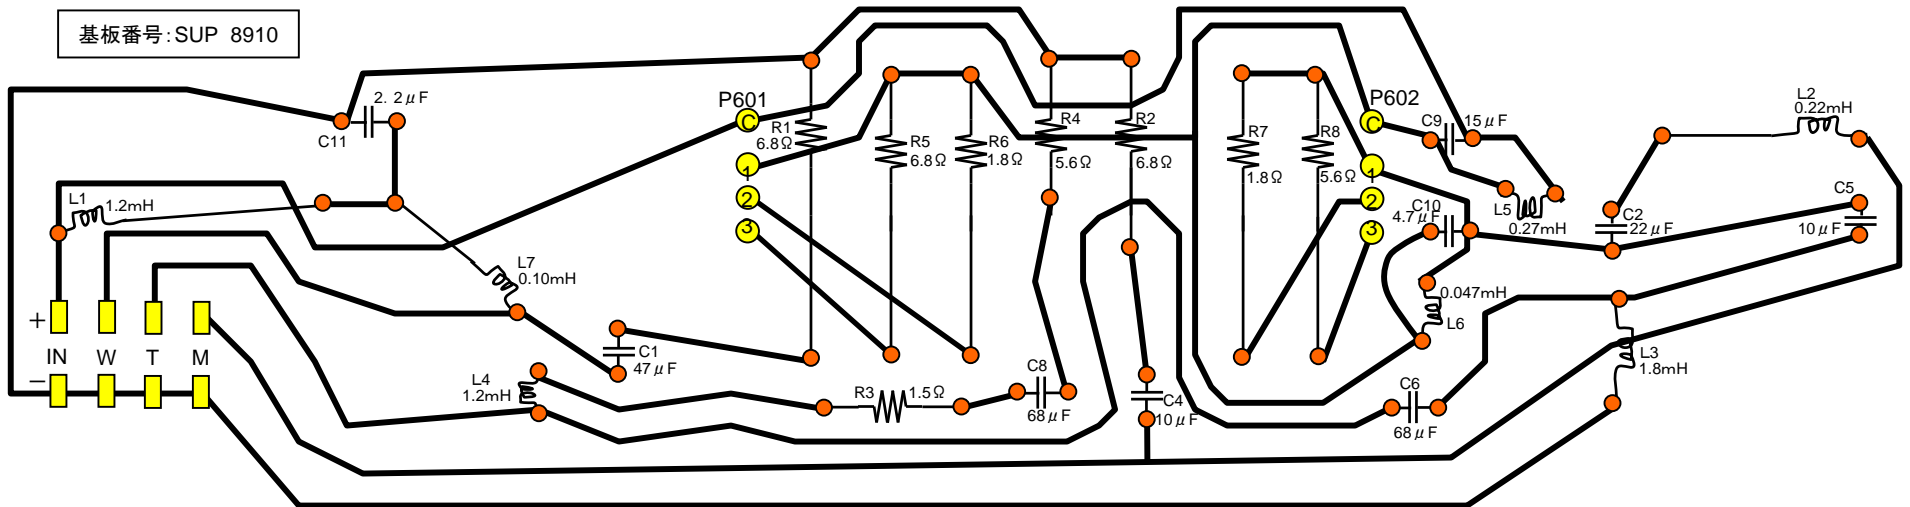 基板番号:SUP 8910
2.2μF
C11
P601
C
1
2
3
R1
6.8Ω
R5
6.8Ω
R6
1.8Ω
R4
5.6Ω
R2
6.8Ω
R7
1.8Ω
R8
5.6Ω
P602
C
1
2
3
C9
15μF
L2
0.22mH
L1
1.2mH
L5
0.27mH
C10
4.7μF
C2
22μF
C5
10μF
L7
0.10mH
0.047mH
L6
+
IN
W
T
M
−
C1
47μF
L4
1.2mH
R3
1.5Ω
C8
68μF
C4
10μF
C6
68μF
L3
1.8mH